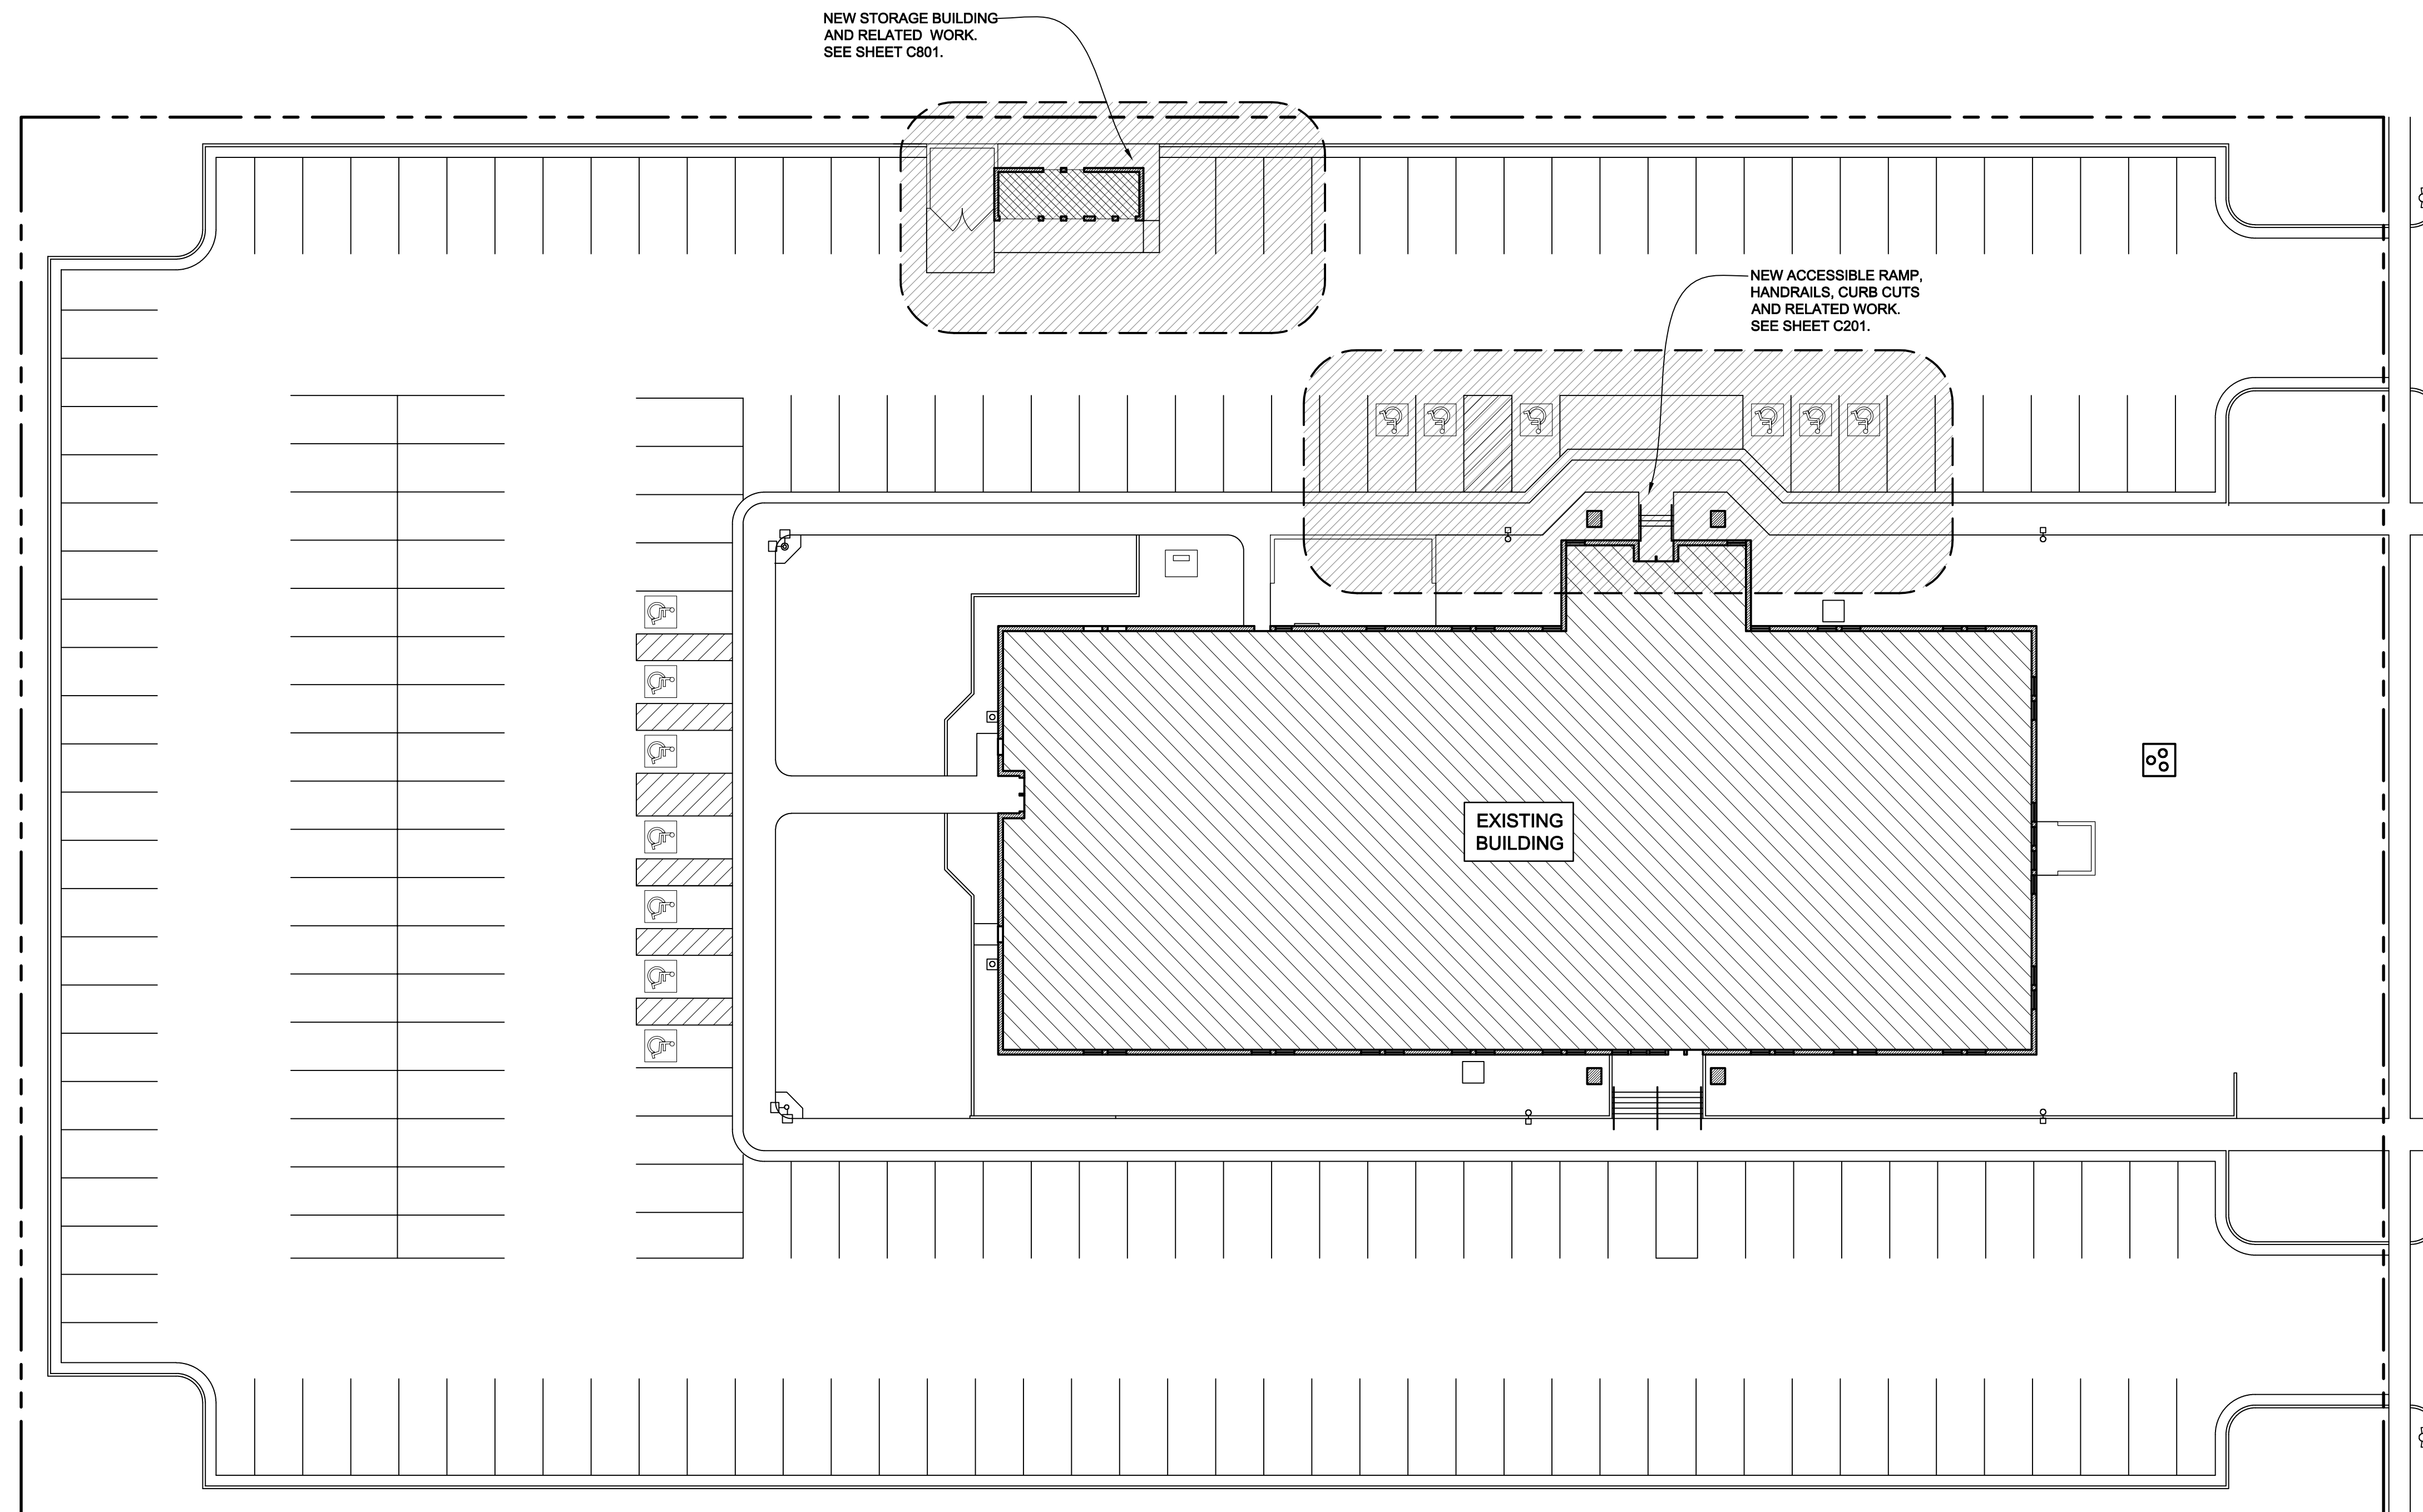 NEW STORAGE BUILDING
AND RELATED WORK.
SEE SHEET C801.
NEW ACCESSIBLE RAMP,
HANDRAILS, CURB CUTS
AND RELATED WORK.
SEE SHEET C201.
EXISTING
BUILDING